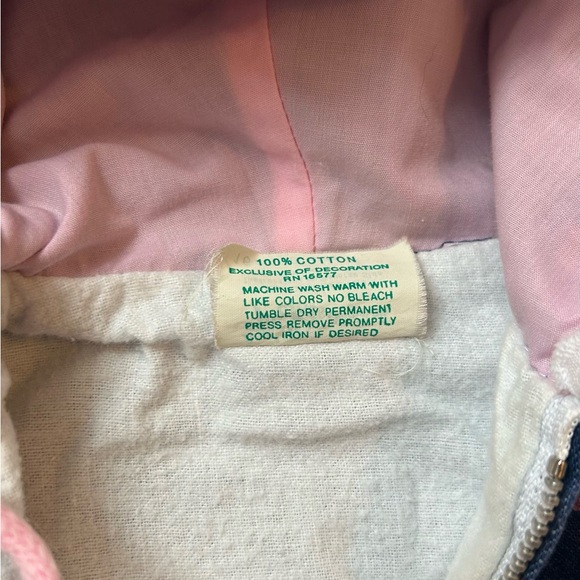 100% COTTON
EXCLUSIVE OF DECORATION
RN 16577
MACHINE WASH WARM WITH
LIKE COLORS NO BLEACH
TUMBLE DRY PERMANENT
PRESS REMOVE PROMPTLY
COOL IRON IF DESIRED